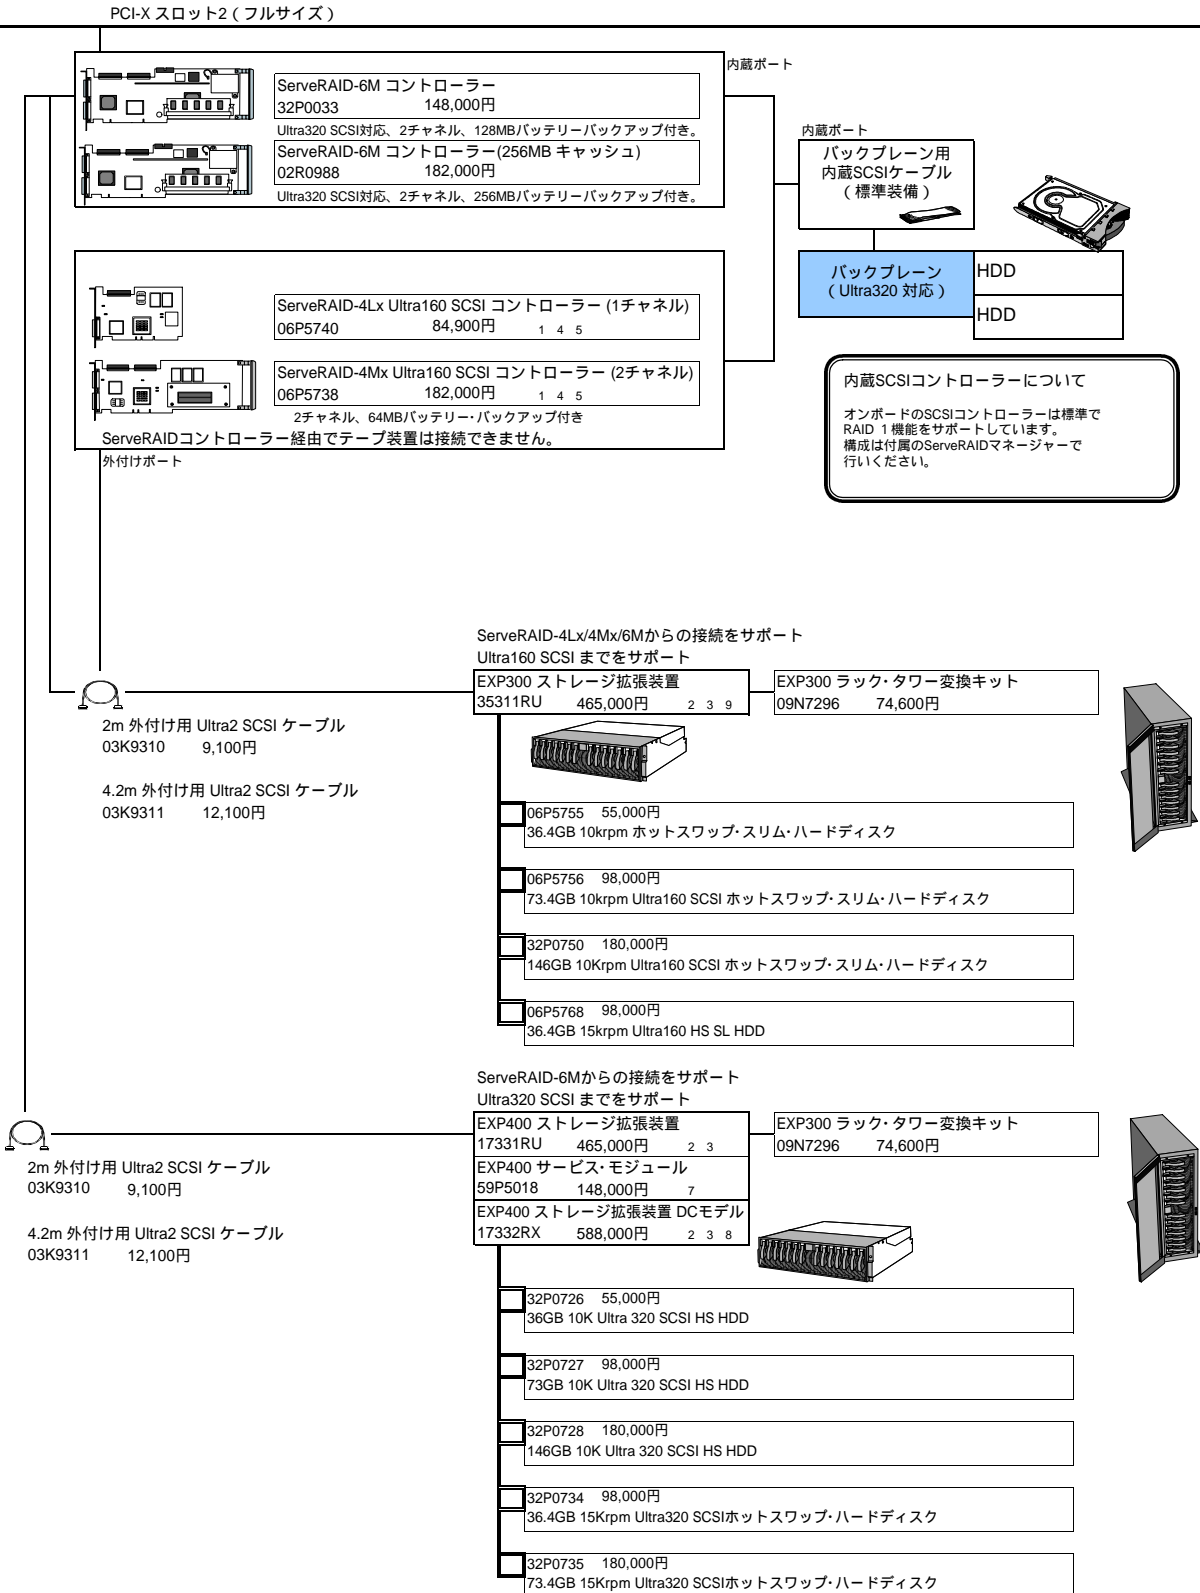 PCI-X スロット2（フルサイズ）
内蔵ポート
ServeRAID-6M コントローラー
32P0033 148,000円
Ultra320 SCSI対応、2チャネル、128MBバッテリーバックアップ付き。
ServeRAID-6M コントローラー(256MB キャッシュ)
02R0988 182,000円
Ultra320 SCSI対応、2チャネル、256MBバッテリーバックアップ付き。
内蔵ポート
バックプレーン用
内蔵SCSIケーブル
（標準装備）
バックプレーン
（Ultra320 対応）
HDD
HDD
ServeRAID-4Lx Ultra160 SCSI コントローラー (1チャネル)
06P5740 84,900円 1 4 5
ServeRAID-4Mx Ultra160 SCSI コントローラー (2チャネル)
06P5738 182,000円 1 4 5
2チャネル、64MBバッテリー・バックアップ付き
ServeRAIDコントローラー経由でテープ装置は接続できません。
外付けポート
内蔵SCSIコントローラーについて
オンボードのSCSIコントローラーは標準で
RAID 1機能をサポートしています。
構成は付属のServeRAIDマネージャーで
行いください。
ServeRAID-4Lx/4Mx/6Mからの接続をサポート
Ultra160 SCSI までをサポート
EXP300 ストレージ拡張装置
35311RU 465,000円 2 3 9
EXP300 ラック・タワー変換キット
09N7296 74,600円
2m 外付け用 Ultra2 SCSI ケーブル
03K9310 9,100円
4.2m 外付け用 Ultra2 SCSI ケーブル
03K9311 12,100円
06P5755 55,000円
36.4GB 10krpm ホットスワップ・スリム・ハードディスク
06P5756 98,000円
73.4GB 10krpm Ultra160 SCSI ホットスワップ・スリム・ハードディスク
32P0750 180,000円
146GB 10Krpm Ultra160 SCSI ホットスワップ・スリム・ハードディスク
06P5768 98,000円
36.4GB 15krpm Ultra160 HS SL HDD
ServeRAID-6Mからの接続をサポート
Ultra320 SCSI までをサポート
EXP400 ストレージ拡張装置
17331RU 465,000円 2 3
EXP300 ラック・タワー変換キット
09N7296 74,600円
EXP400 サービス・モジュール
59P5018 148,000円 7
EXP400 ストレージ拡張装置 DCモデル
17332RX 588,000円 2 3 8
2m 外付け用 Ultra2 SCSI ケーブル
03K9310 9,100円
4.2m 外付け用 Ultra2 SCSI ケーブル
03K9311 12,100円
32P0726 55,000円
36GB 10K Ultra 320 SCSI HS HDD
32P0727 98,000円
73GB 10K Ultra 320 SCSI HS HDD
32P0728 180,000円
146GB 10K Ultra 320 SCSI HS HDD
32P0734 98,000円
36.4GB 15Krpm Ultra320 SCSIホットスワップ・ハードディスク
32P0735 180,000円
73.4GB 15Krpm Ultra320 SCSIホットスワップ・ハードディスク